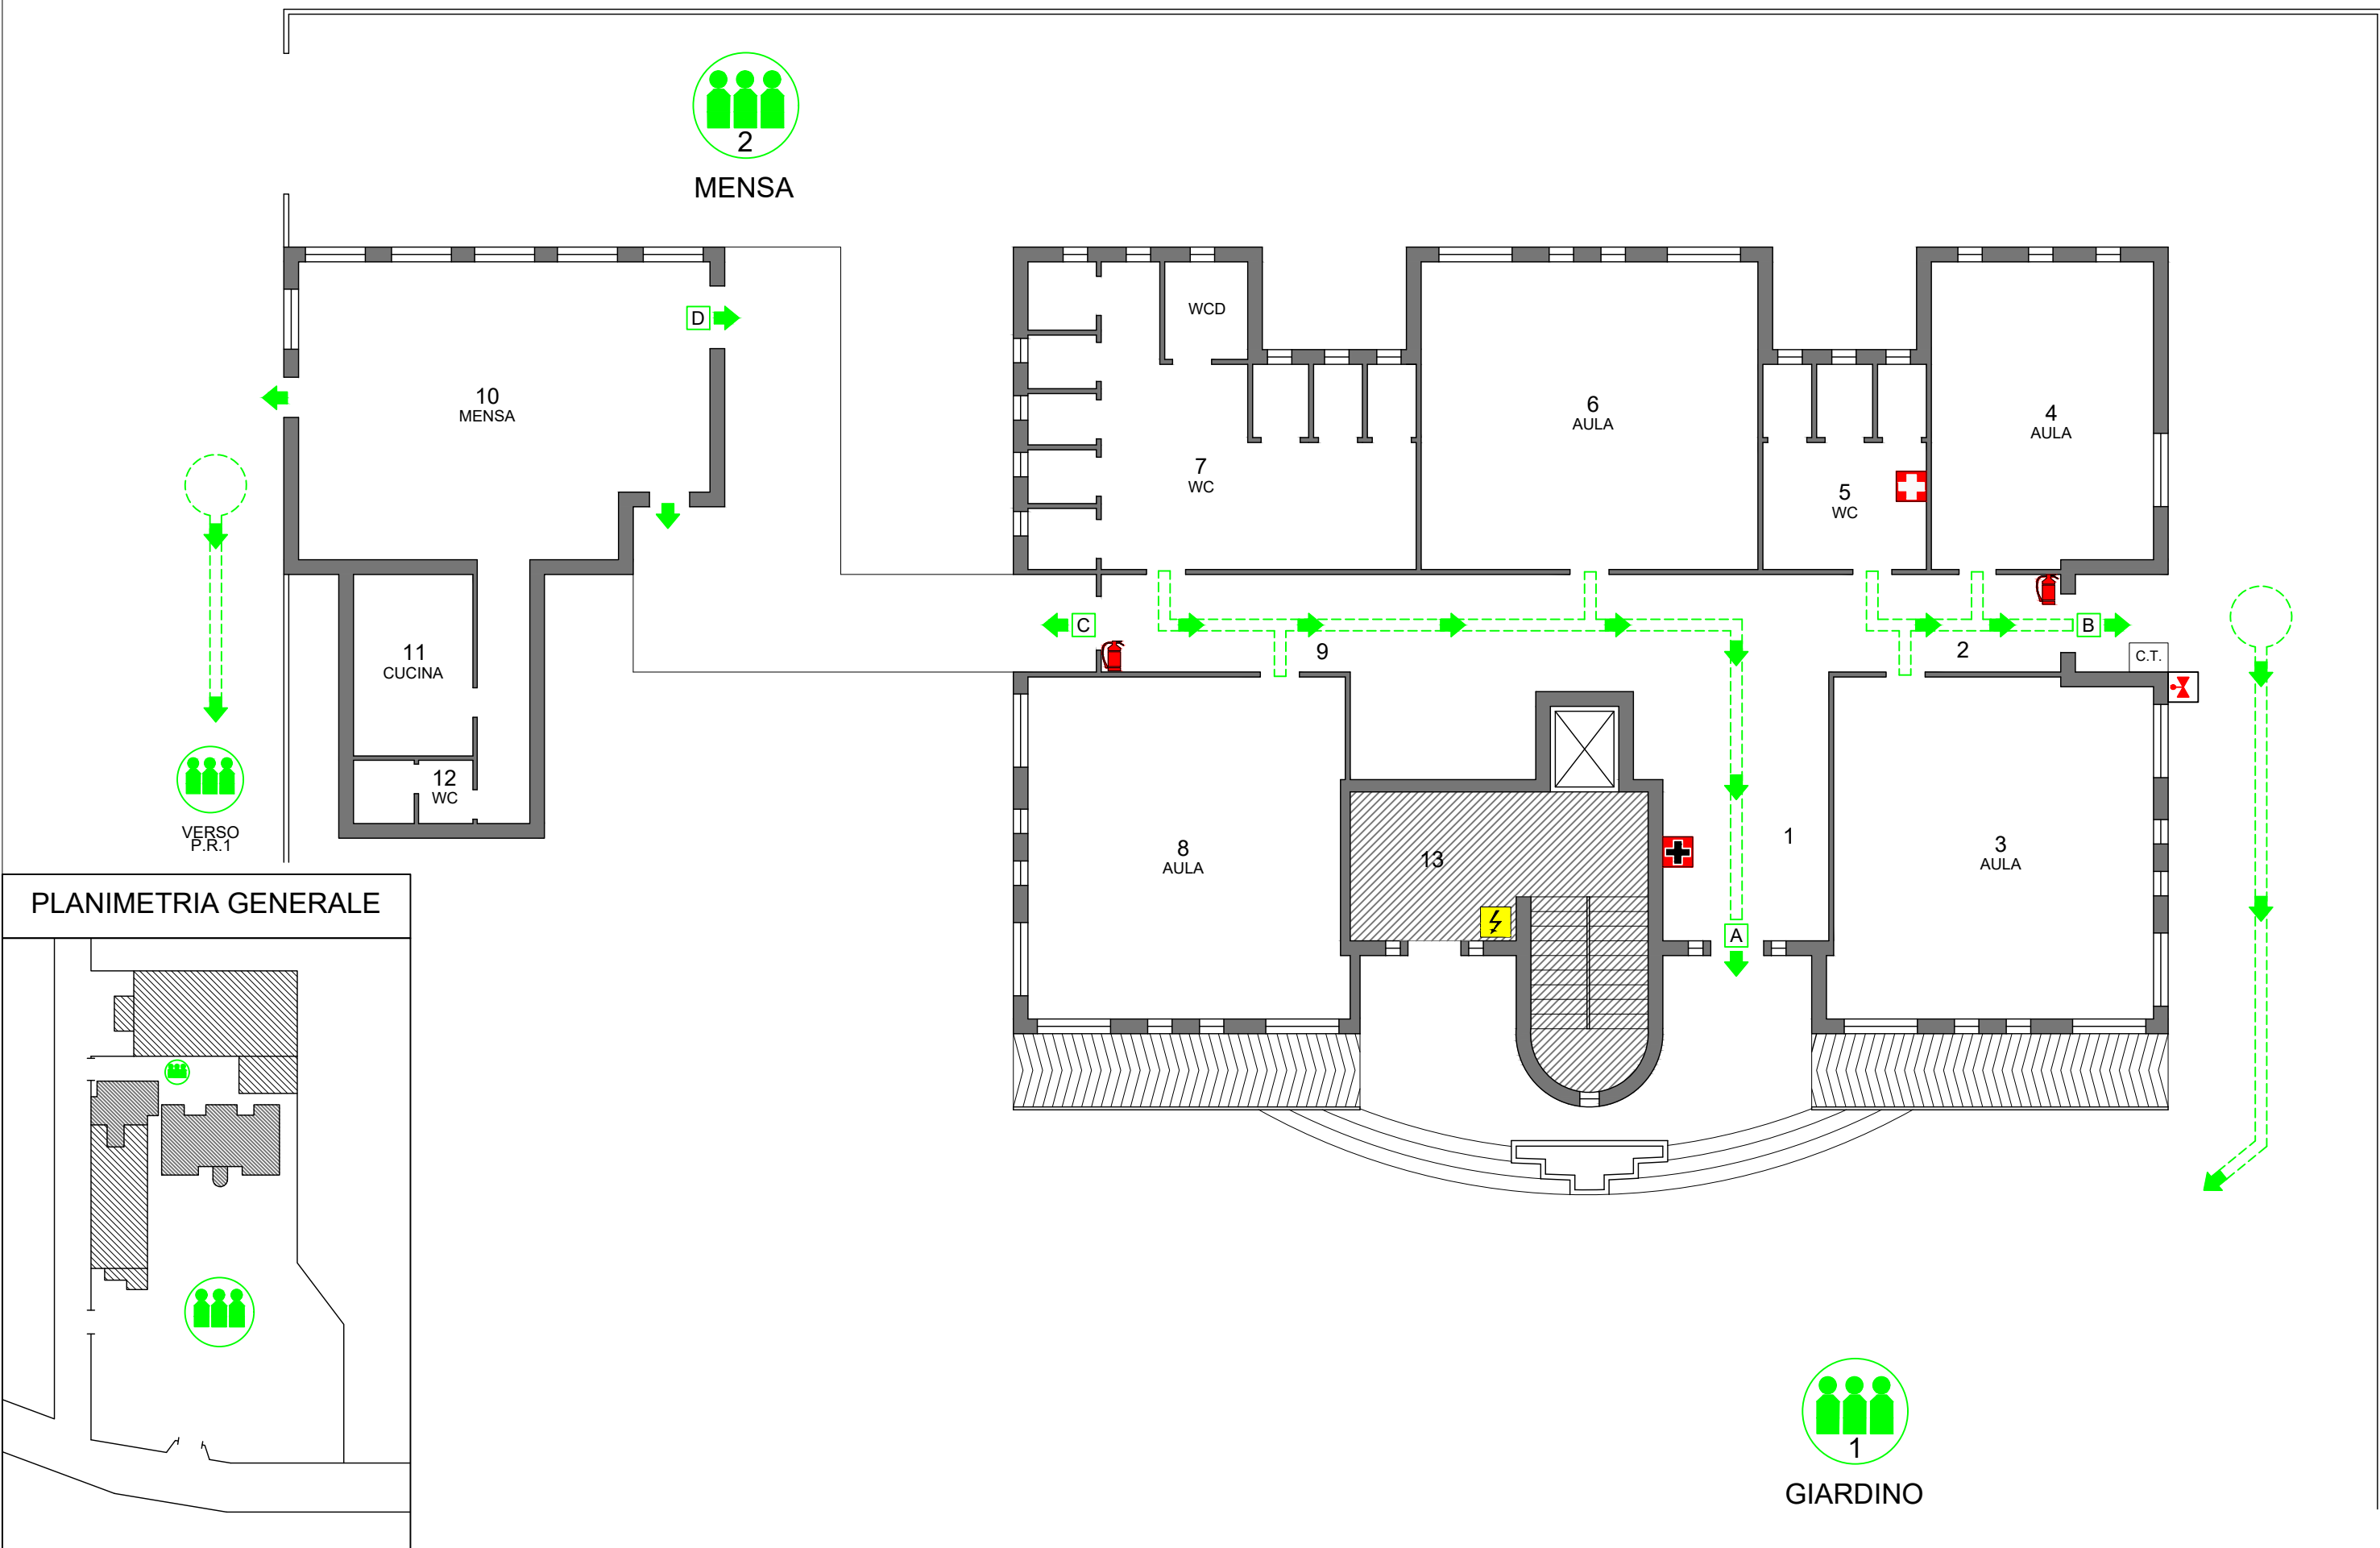 2
MENSA
D
10
MENSA
WCD
6
AULA
4
AULA
7
WC
5
WC
C
B
9
2
C.T.
11
CUCINA
12
WC
VERSO
P.R.1
8
AULA
13
1
3
AULA
A
PLANIMETRIA GENERALE
1
GIARDINO